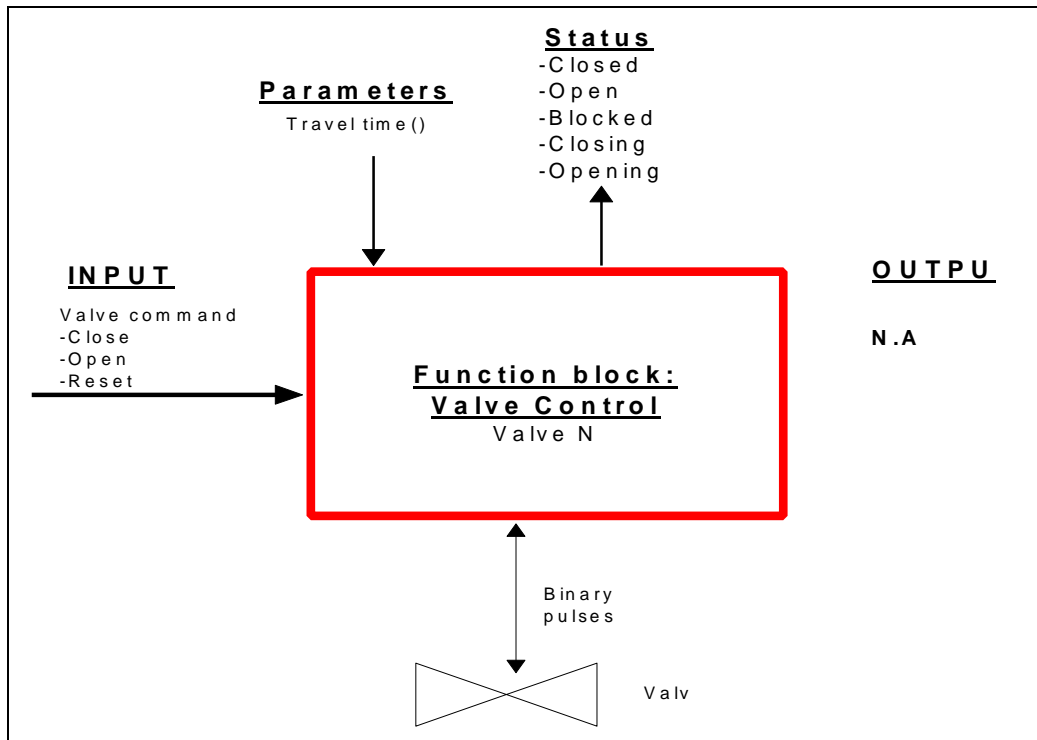 Status
-Closed
-Open
-Blocked
-Closing
-Opening
Parameters
Travel time()
INPUT
Valve command
-Close
-Open
-Reset
OUTPU
N.A
Function block:
Valve Control
Valve N
Binary
pulses
Valv